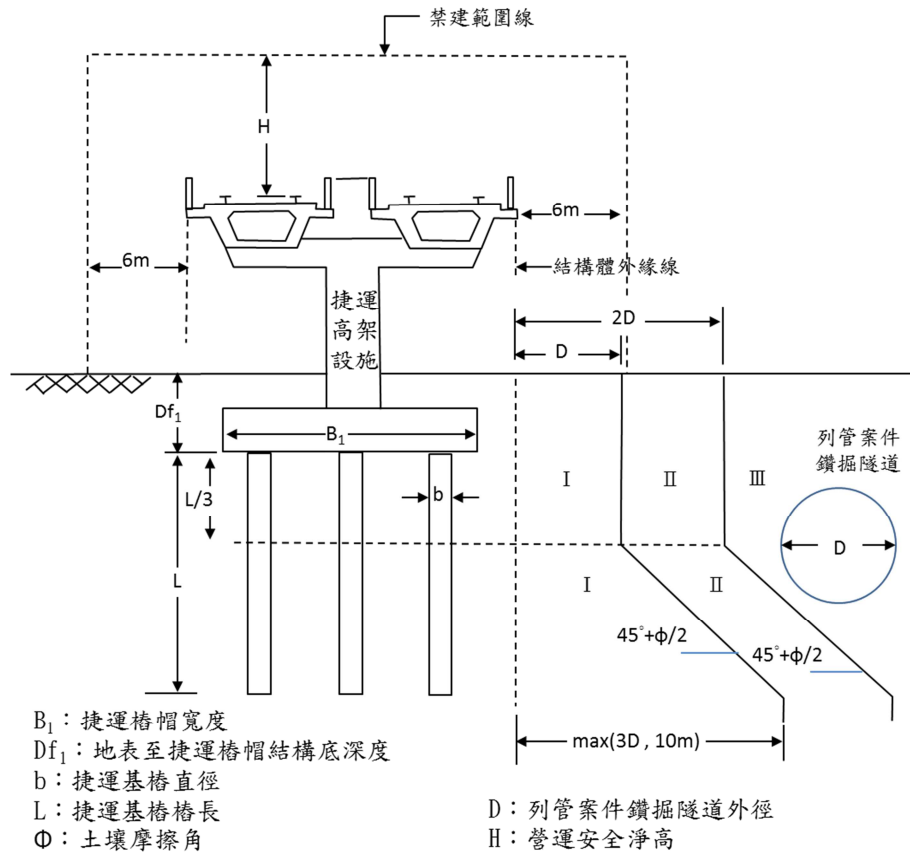 禁建範圍線
H
6m
6m
結構體外緣線
捷運
高架
設施
2D
D
Df₁
B₁
列管案件
鑽掘隧道
L/3
b
I
II
III
D
L
I
II
45°+ϕ/2
45°+ϕ/2
max(3D , 10m)
B₁：捷運樁帽寬度
Df₁：地表至捷運樁帽結構底深度
b：捷運基樁直徑
L：捷運基樁樁長
Φ：土壤摩擦角
D：列管案件鑽掘隧道外徑
H：營運安全淨高